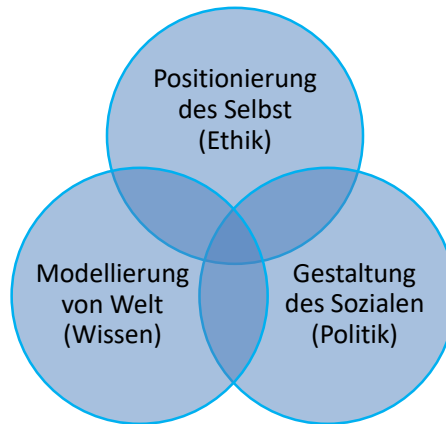 Positionierung
des Selbst
(Ethik)
Modellierung
von Welt
(Wissen)
Gestaltung
des Sozialen
(Politik)